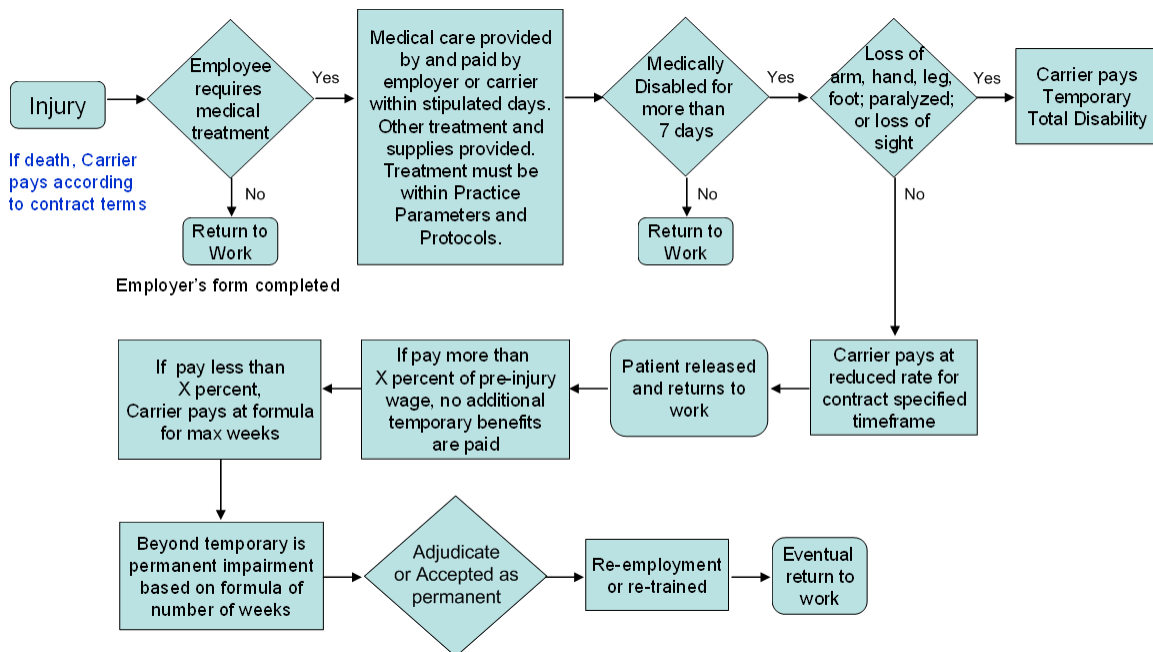 Injury
If death, Carrier
pays according
to contract terms
Employee
requires
medical
treatment
Yes
No
Return to
Work
Employer's form completed
Medical care provided
by and paid by
employer or carrier
within stipulated days.
Other treatment and
supplies provided.
Treatment must be
within Practice
Parameters and
Protocols.
Medically
Disabled for
more than
7 days
Yes
No
Return to
Work
Loss of
arm, hand, leg,
foot; paralyzed;
or loss of
sight
Yes
No
Carrier pays
Temporary
Total Disability
Carrier pays at
reduced rate for
contract specified
timeframe
Patient released
and returns to
work
If pay more than
X percent of pre-injury
wage, no additional
temporary benefits
are paid
If pay less than
X percent,
Carrier pays at formula
for max weeks
Beyond temporary is
permanent impairment
based on formula of
number of weeks
Adjudicate
or Accepted as
permanent
Re-employment
or re-trained
Eventual
return to
work